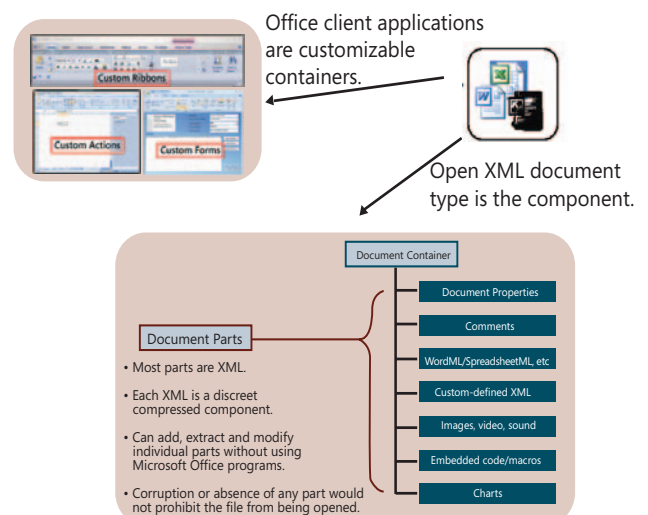 Office client applications
are customizable
containers.
Custom Ribbons
Custom Actions
Custom Forms
Open XML document
type is the component.
Document Container
Document Properties
Comments
WordML/SpreadsheetML, etc
Custom-defined XML
Images, video, sound
Embedded code/macros
Charts
Document Parts
• Most parts are XML.
• Each XML is a discreet
compressed component.
• Can add, extract and modify
individual parts without using
Microsoft Office programs.
• Corruption or absence of any part would
not prohibit the file from being opened.